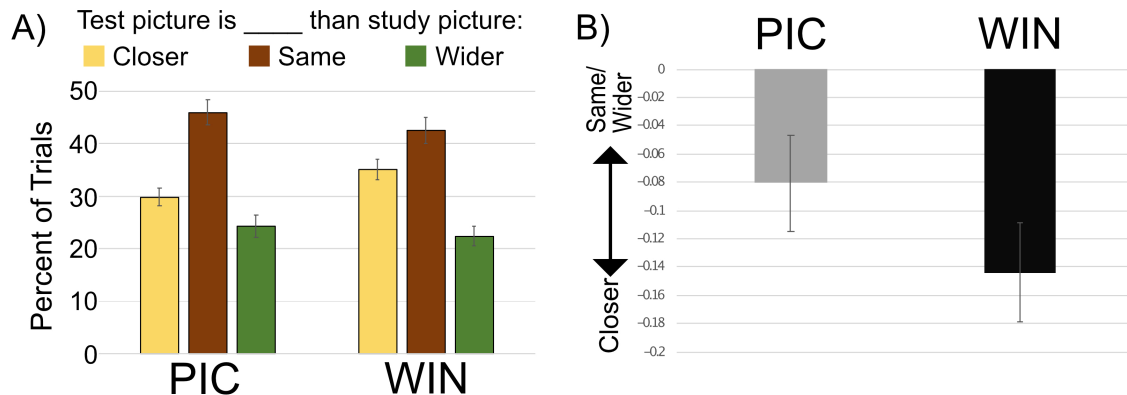 A)
Test picture is _____ than study picture:
Closer
Same
Wider
Percent of Trials
50
40
30
20
10
0
PIC
WIN
B)
PIC
WIN
Same/
Wider
Closer
0
−0.02
−0.04
−0.06
−0.08
−0.1
−0.12
−0.14
−0.16
−0.18
−0.2